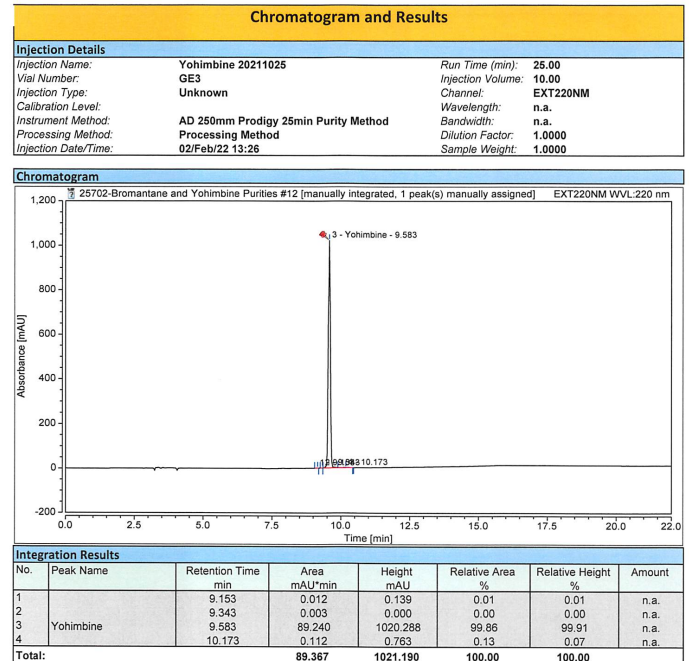 Chromatogram and Results
Injection Details
Injection Name: Yohimbine 20211025 Run Time (min): 25.00
Vial Number: GE3 Injection Volume: 10.00
Injection Type: Unknown Channel: EXT220NM
Calibration Level: Wavelength: n.a.
Instrument Method: AD 250mm Prodigy 25min Purity Method Bandwidth: n.a.
Processing Method: Processing Method Dilution Factor: 1.0000
Injection Date/Time: 02/Feb/22 13:26 Sample Weight: 1.0000
Chromatogram
25702-Bromantane and Yohimbine Purities #12 [manually integrated, 1 peak(s) manually assigned] EXT220NM WVL:220 nm
1,200
3 - Yohimbine - 9.583
1,000
800
600
400
200
0
-200
Absorbance [mAU]
10.173
0.0 2.5 5.0 7.5 10.0 12.5 15.0 17.5 20.0 22.0
Time [min]
Integration Results
No. Peak Name Retention Time Area Height Relative Area Relative Height Amount
min mAU*min mAU % %
1 9.153 0.012 0.139 0.01 0.01 n.a.
2 9.343 0.003 0.000 0.00 0.00 n.a.
3 Yohimbine 9.583 89.240 1020.288 99.86 99.91 n.a.
4 10.173 0.112 0.763 0.13 0.07 n.a.
Total: 89.367 1021.190 100.00 100.00